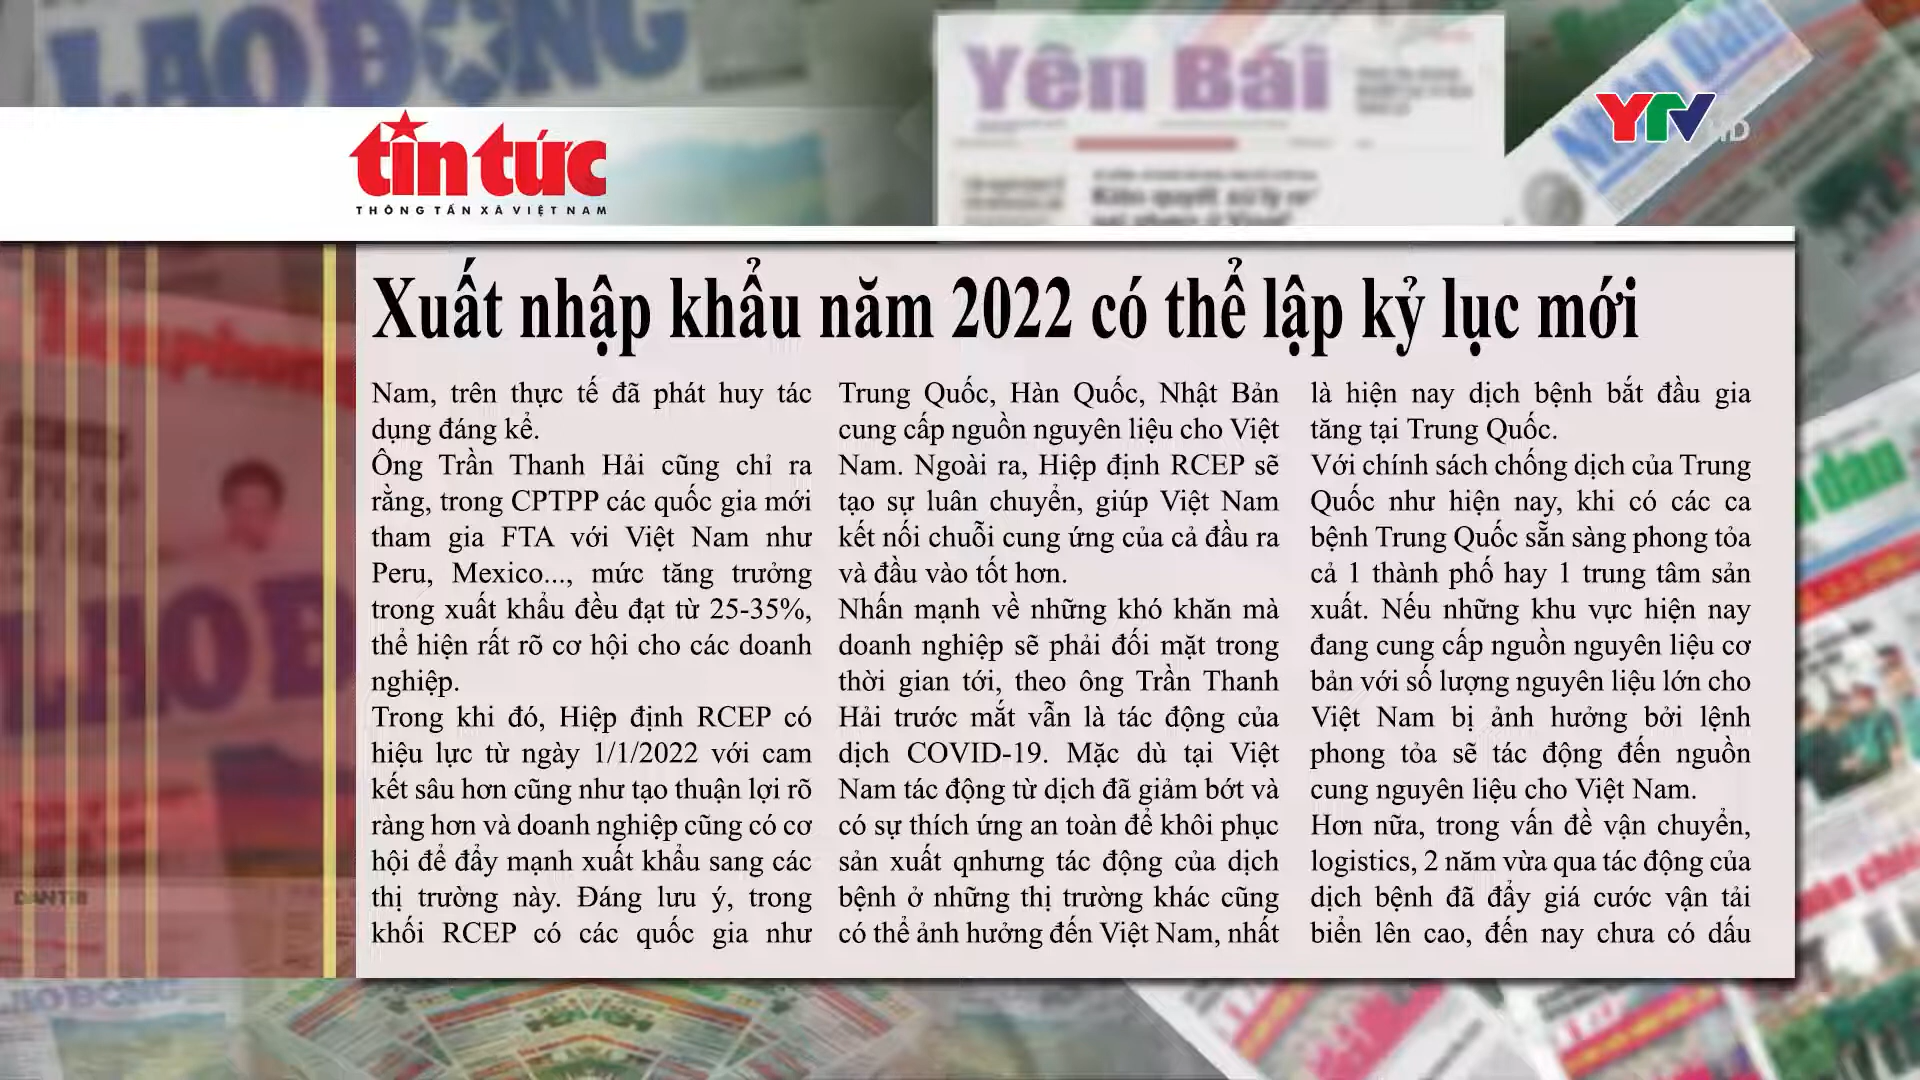 LAO ĐỘNG
Yên Bái
Nhân Dân
YTV HD
tin tức
THÔNG TẤN XÃ VIỆT NAM
Kiên quyết xử lý
Xuất nhập khẩu năm 2022 có thể lập kỷ lục mới
Nam, trên thực tế đã phát huy tác
dụng đáng kể.
Ông Trần Thanh Hải cũng chỉ ra
rằng, trong CPTPP các quốc gia mới
tham gia FTA với Việt Nam như
Peru, Mexico..., mức tăng trưởng
trong xuất khẩu đều đạt từ 25-35%,
thể hiện rất rõ cơ hội cho các doanh
nghiệp.
Trong khi đó, Hiệp định RCEP có
hiệu lực từ ngày 1/1/2022 với cam
kết sâu hơn cũng như tạo thuận lợi rõ
ràng hơn và doanh nghiệp cũng có cơ
hội để đẩy mạnh xuất khẩu sang các
thị trường này. Đáng lưu ý, trong
khối RCEP có các quốc gia như
Trung Quốc, Hàn Quốc, Nhật Bản
cung cấp nguồn nguyên liệu cho Việt
Nam. Ngoài ra, Hiệp định RCEP sẽ
tạo sự luân chuyển, giúp Việt Nam
kết nối chuỗi cung ứng của cả đầu ra
và đầu vào tốt hơn.
Nhấn mạnh về những khó khăn mà
doanh nghiệp sẽ phải đối mặt trong
thời gian tới, theo ông Trần Thanh
Hải trước mắt vẫn là tác động của
dịch COVID-19. Mặc dù tại Việt
Nam tác động từ dịch đã giảm bớt và
có sự thích ứng an toàn để khôi phục
sản xuất qnhưng tác động của dịch
bệnh ở những thị trường khác cũng
có thể ảnh hưởng đến Việt Nam, nhất
là hiện nay dịch bệnh bắt đầu gia
tăng tại Trung Quốc.
Với chính sách chống dịch của Trung
Quốc như hiện nay, khi có các ca
bệnh Trung Quốc sẵn sàng phong tỏa
cả 1 thành phố hay 1 trung tâm sản
xuất. Nếu những khu vực hiện nay
đang cung cấp nguồn nguyên liệu cơ
bản với số lượng nguyên liệu lớn cho
Việt Nam bị ảnh hưởng bởi lệnh
phong tỏa sẽ tác động đến nguồn
cung nguyên liệu cho Việt Nam.
Hơn nữa, trong vấn đề vận chuyển,
logistics, 2 năm vừa qua tác động của
dịch bệnh đã đẩy giá cước vận tải
biển lên cao, đến nay chưa có dấu
LAO ĐỘNG
LAO ĐỘNG